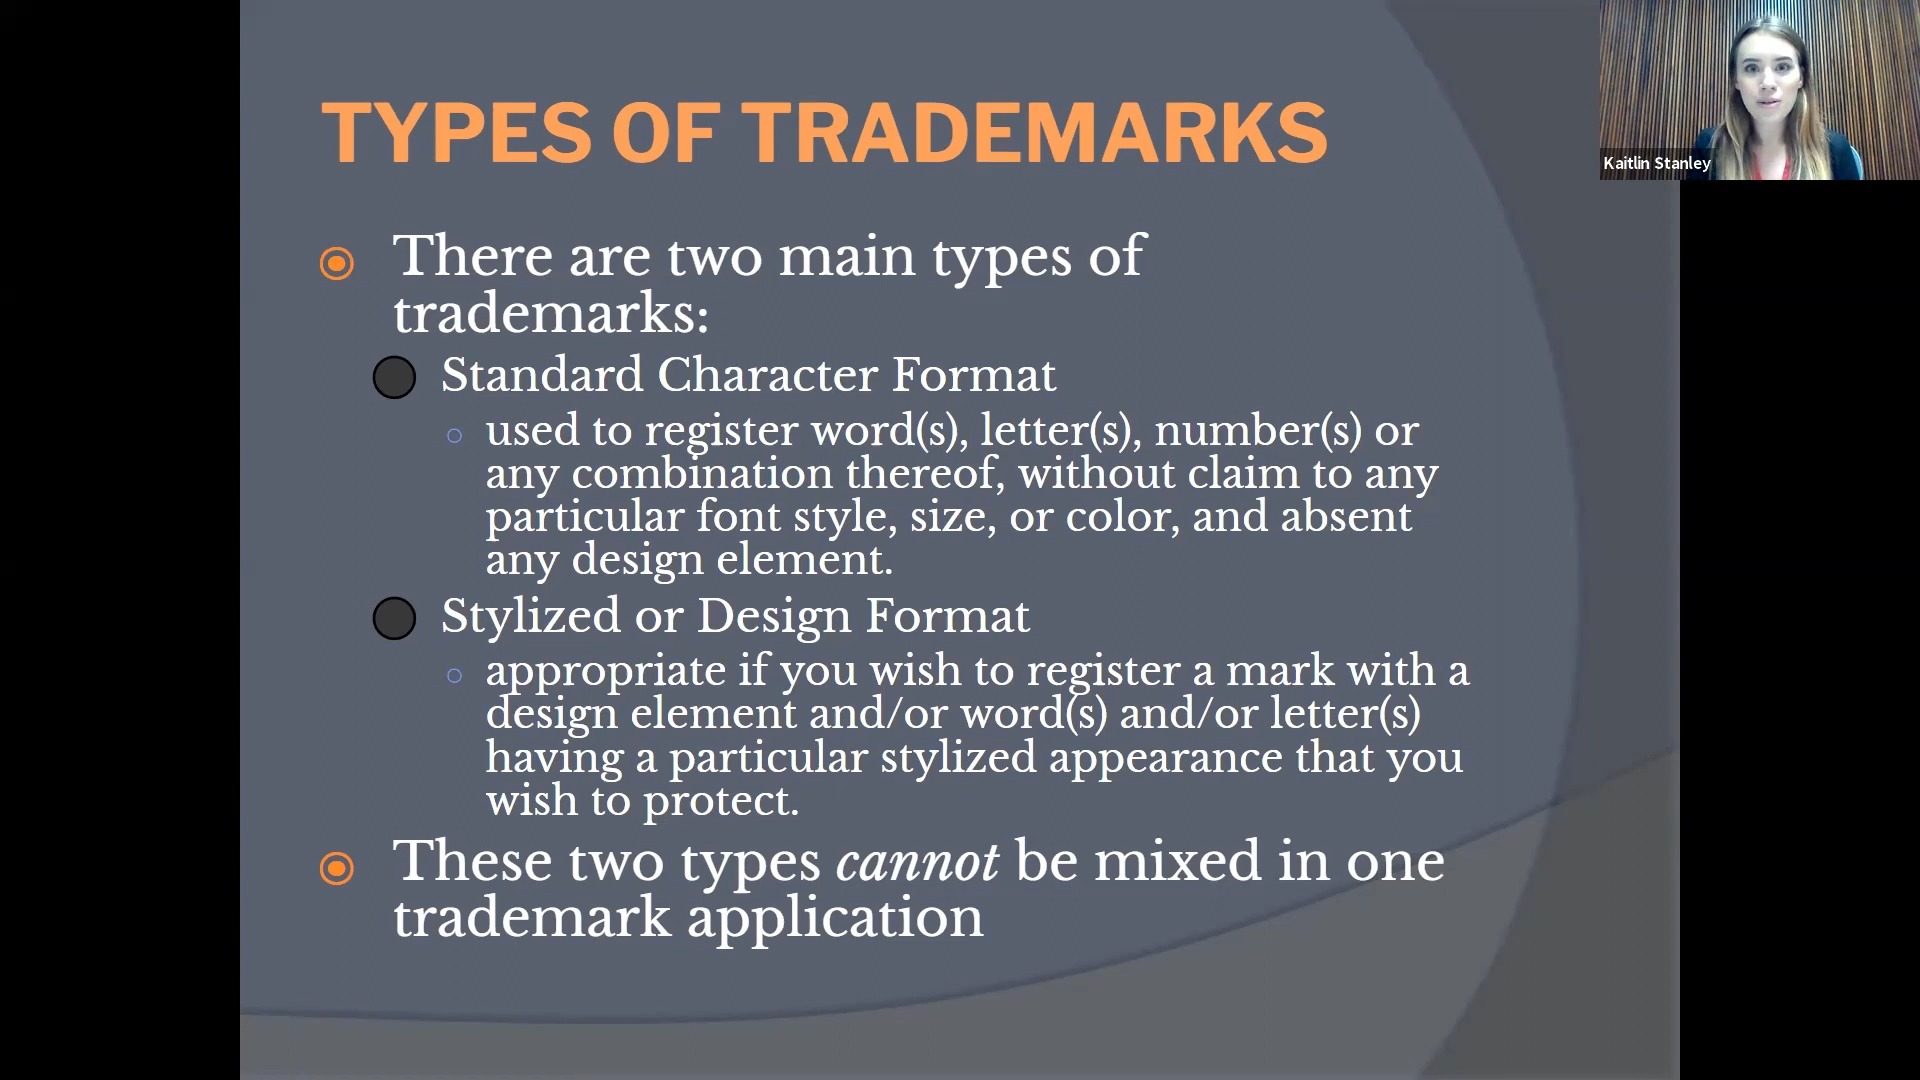 TYPES OF TRADEMARKS
Kaitlin Stanley
There are two main types of
trademarks:
Standard Character Format
used to register word(s), letter(s), number(s) or
any combination thereof, without claim to any
particular font style, size, or color, and absent
any design element.
Stylized or Design Format
appropriate if you wish to register a mark with a
design element and/or word(s) and/or letter(s)
having a particular stylized appearance that you
wish to protect.
These two types cannot be mixed in one
trademark application